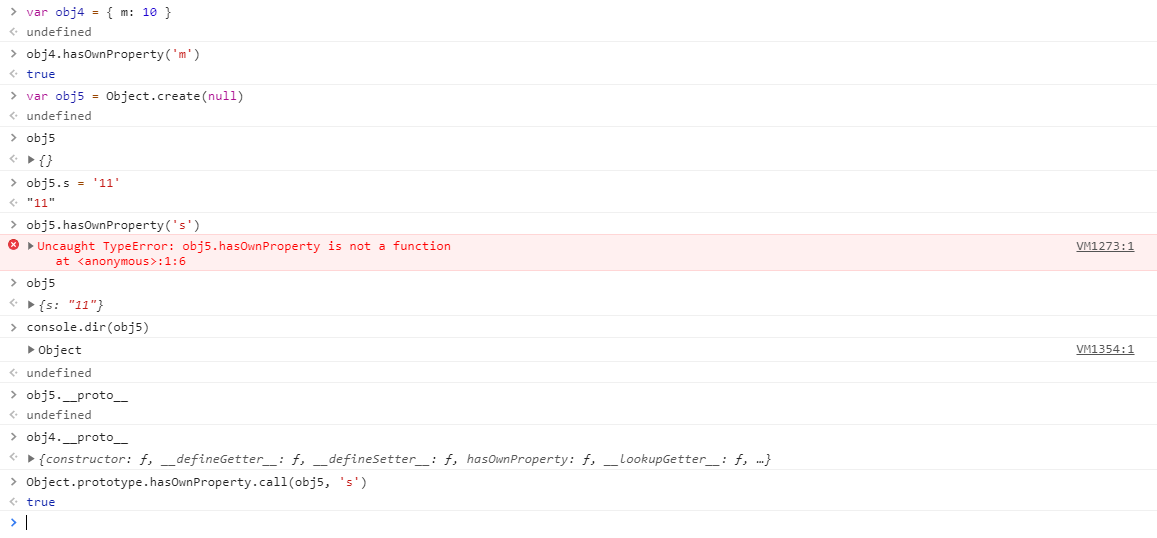 var obj4 = { m: 10 }
undefined
obj4.hasOwnProperty('m')
true
var obj5 = Object.create(null)
undefined
obj5
{}
obj5.s = '11'
"11"
obj5.hasOwnProperty('s')
Uncaught TypeError: obj5.hasOwnProperty is not a function VM1273:1
at <anonymous>:1:6
obj5
{s: "11"}
console.dir(obj5)
Object VM1354:1
undefined
obj5.__proto__
undefined
obj4.__proto__
{constructor: ƒ, __defineGetter__: ƒ, __defineSetter__: ƒ, hasOwnProperty: ƒ, __lookupGetter__: ƒ, …}
Object.prototype.hasOwnProperty.call(obj5, 's')
true